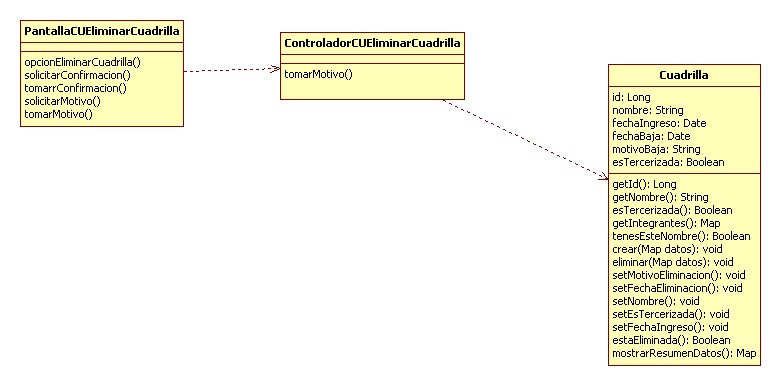 PantallaCUEliminarCuadrilla
opcionEliminarCuadrilla()
solicitarConfirmacion()
tomarrConfirmacion()
solicitarMotivo()
tomarMotivo()
ControladorCUEliminarCuadrilla
tomarMotivo()
Cuadrilla
id: Long
nombre: String
fechaIngreso: Date
fechaBaja: Date
motivoBaja: String
esTercerizada: Boolean
getId(): Long
getNombre(): String
esTercerizada(): Boolean
getIntegrantes(): Map
tenesEsteNombre(): Boolean
crear(Map datos): void
eliminar(Map datos): void
setMotivoEliminacion(): void
setFechaEliminacion(): void
setNombre(): void
setEsTercerizada(): void
setFechaIngreso(): void
estaEliminada(): Boolean
mostrarResumenDatos(): Map